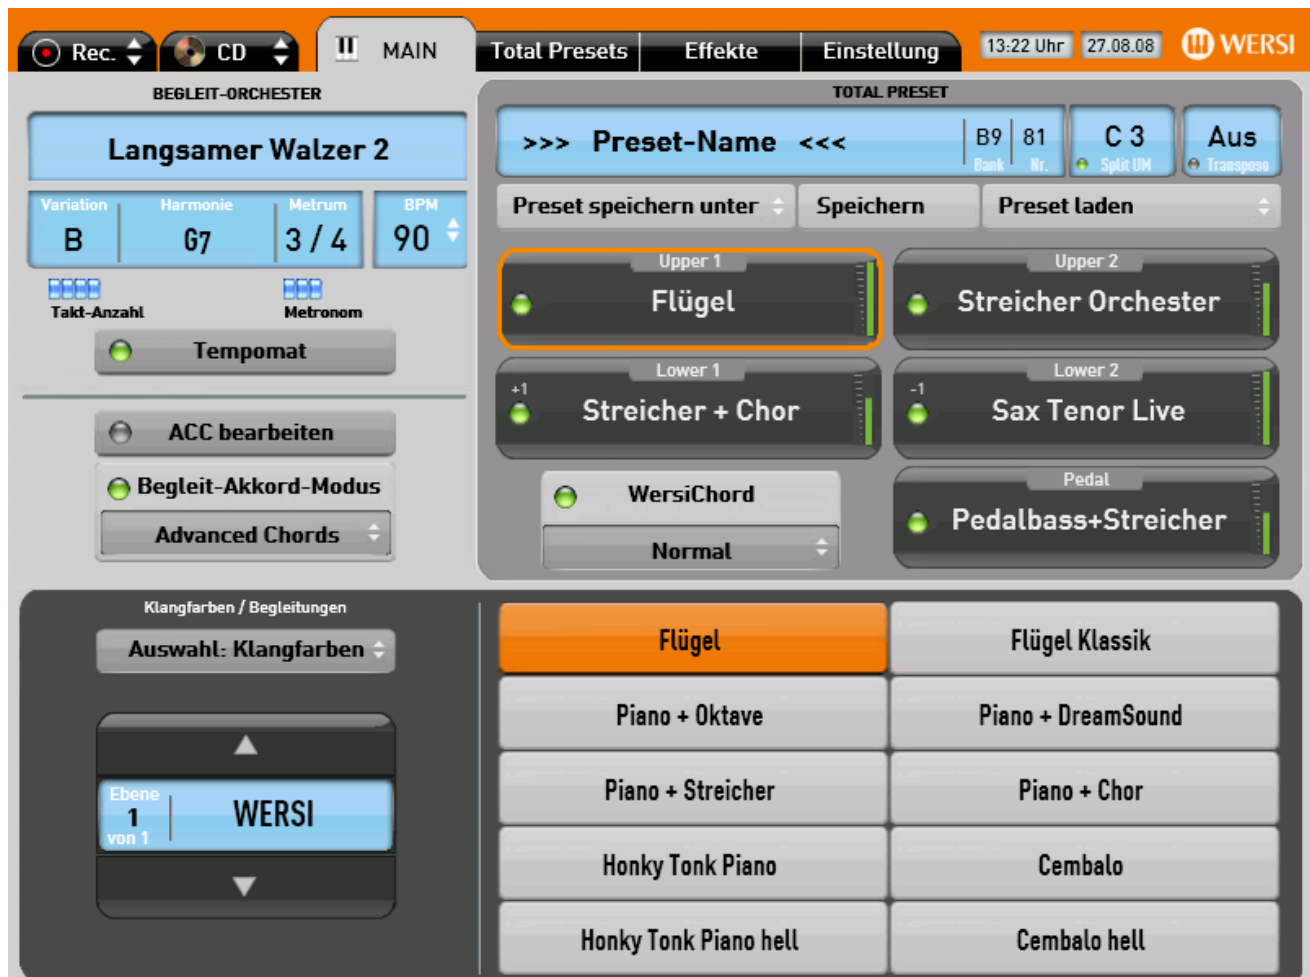 Rec.
CD
MAIN
Total Presets
Effekte
Einstellung
13:22 Uhr
27.08.08
WERSI
BEGLEIT-ORCHESTER
Langsamer Walzer 2
Variation
Harmonie
Metrum
BPM
B
G7
3 / 4
90
Takt-Anzahl
Metronom
Tempomat
ACC bearbeiten
Begleit-Akkord-Modus
Advanced Chords
TOTAL PRESET
>>> Preset-Name <<<
B9
81
Bank
Nr.
C 3
Split UM
Aus
Transpose
Preset speichern unter
Speichern
Preset laden
Upper 1
Flügel
Upper 2
Streicher Orchester
Lower 1
+1
Streicher + Chor
Lower 2
-1
Sax Tenor Live
WersiChord
Normal
Pedal
Pedalbass+Streicher
Klangfarben / Begleitungen
Auswahl: Klangfarben
Ebene
1
von 1
WERSI
Flügel
Flügel Klassik
Piano + Oktave
Piano + DreamSound
Piano + Streicher
Piano + Chor
Honky Tonk Piano
Cembalo
Honky Tonk Piano hell
Cembalo hell